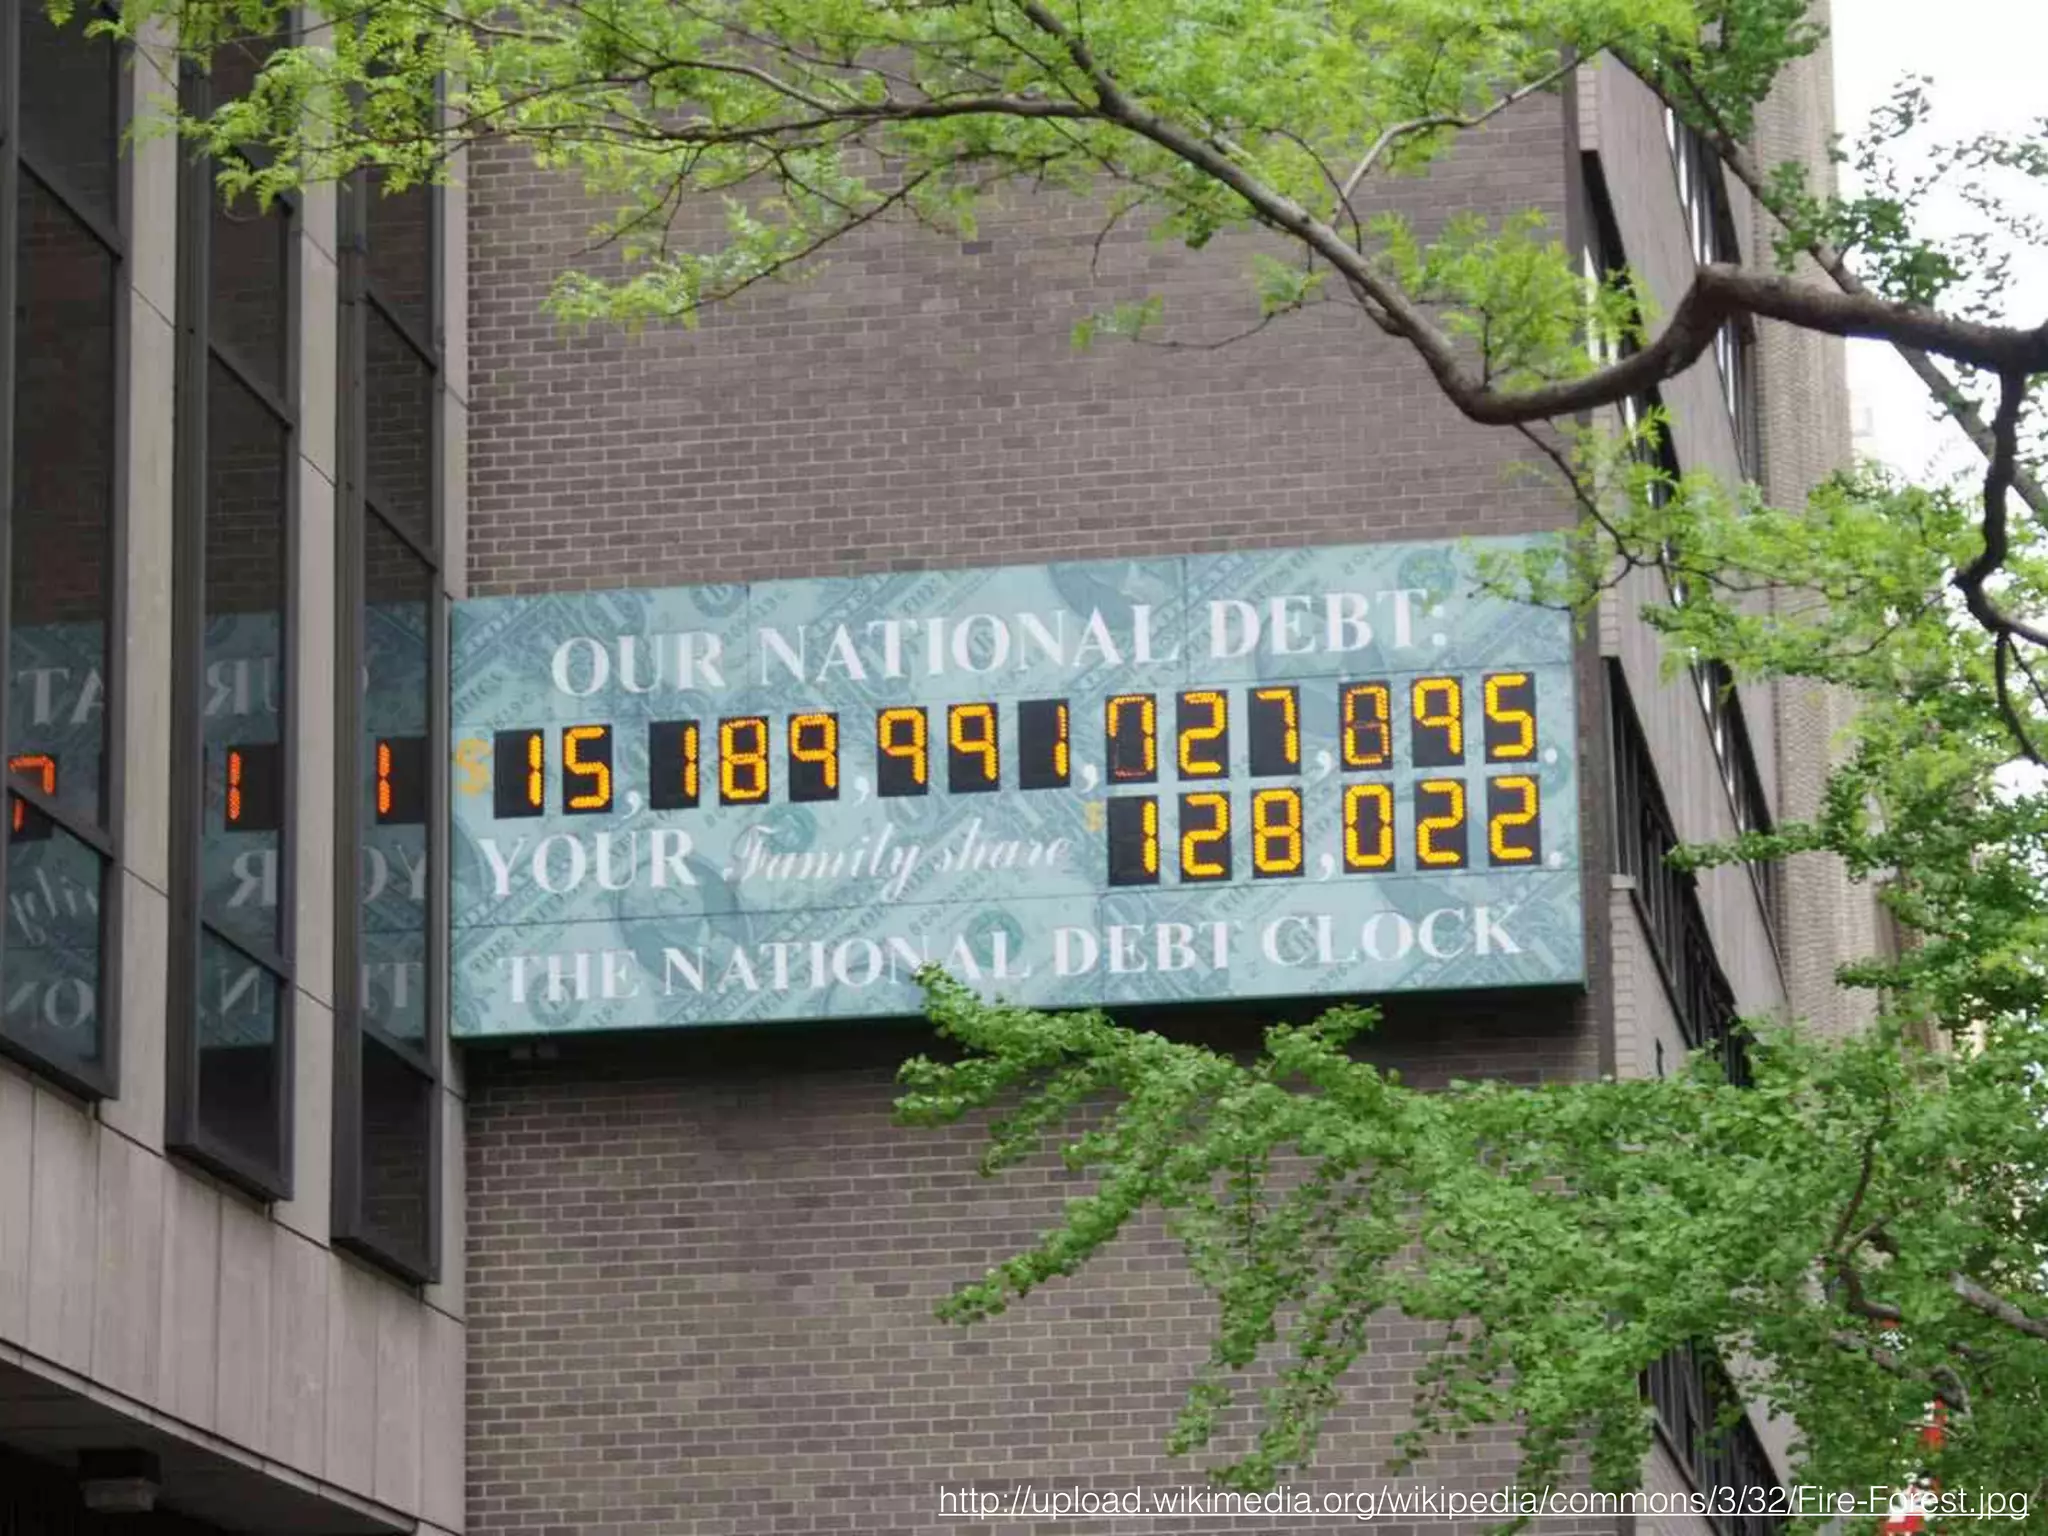 OUR NATIONAL DEBT:
$15,189,991,727,095.
YOUR Family share $128,022.
THE NATIONAL DEBT CLOCK
http://upload.wikimedia.org/wikipedia/commons/3/32/Fire-Forest.jpg